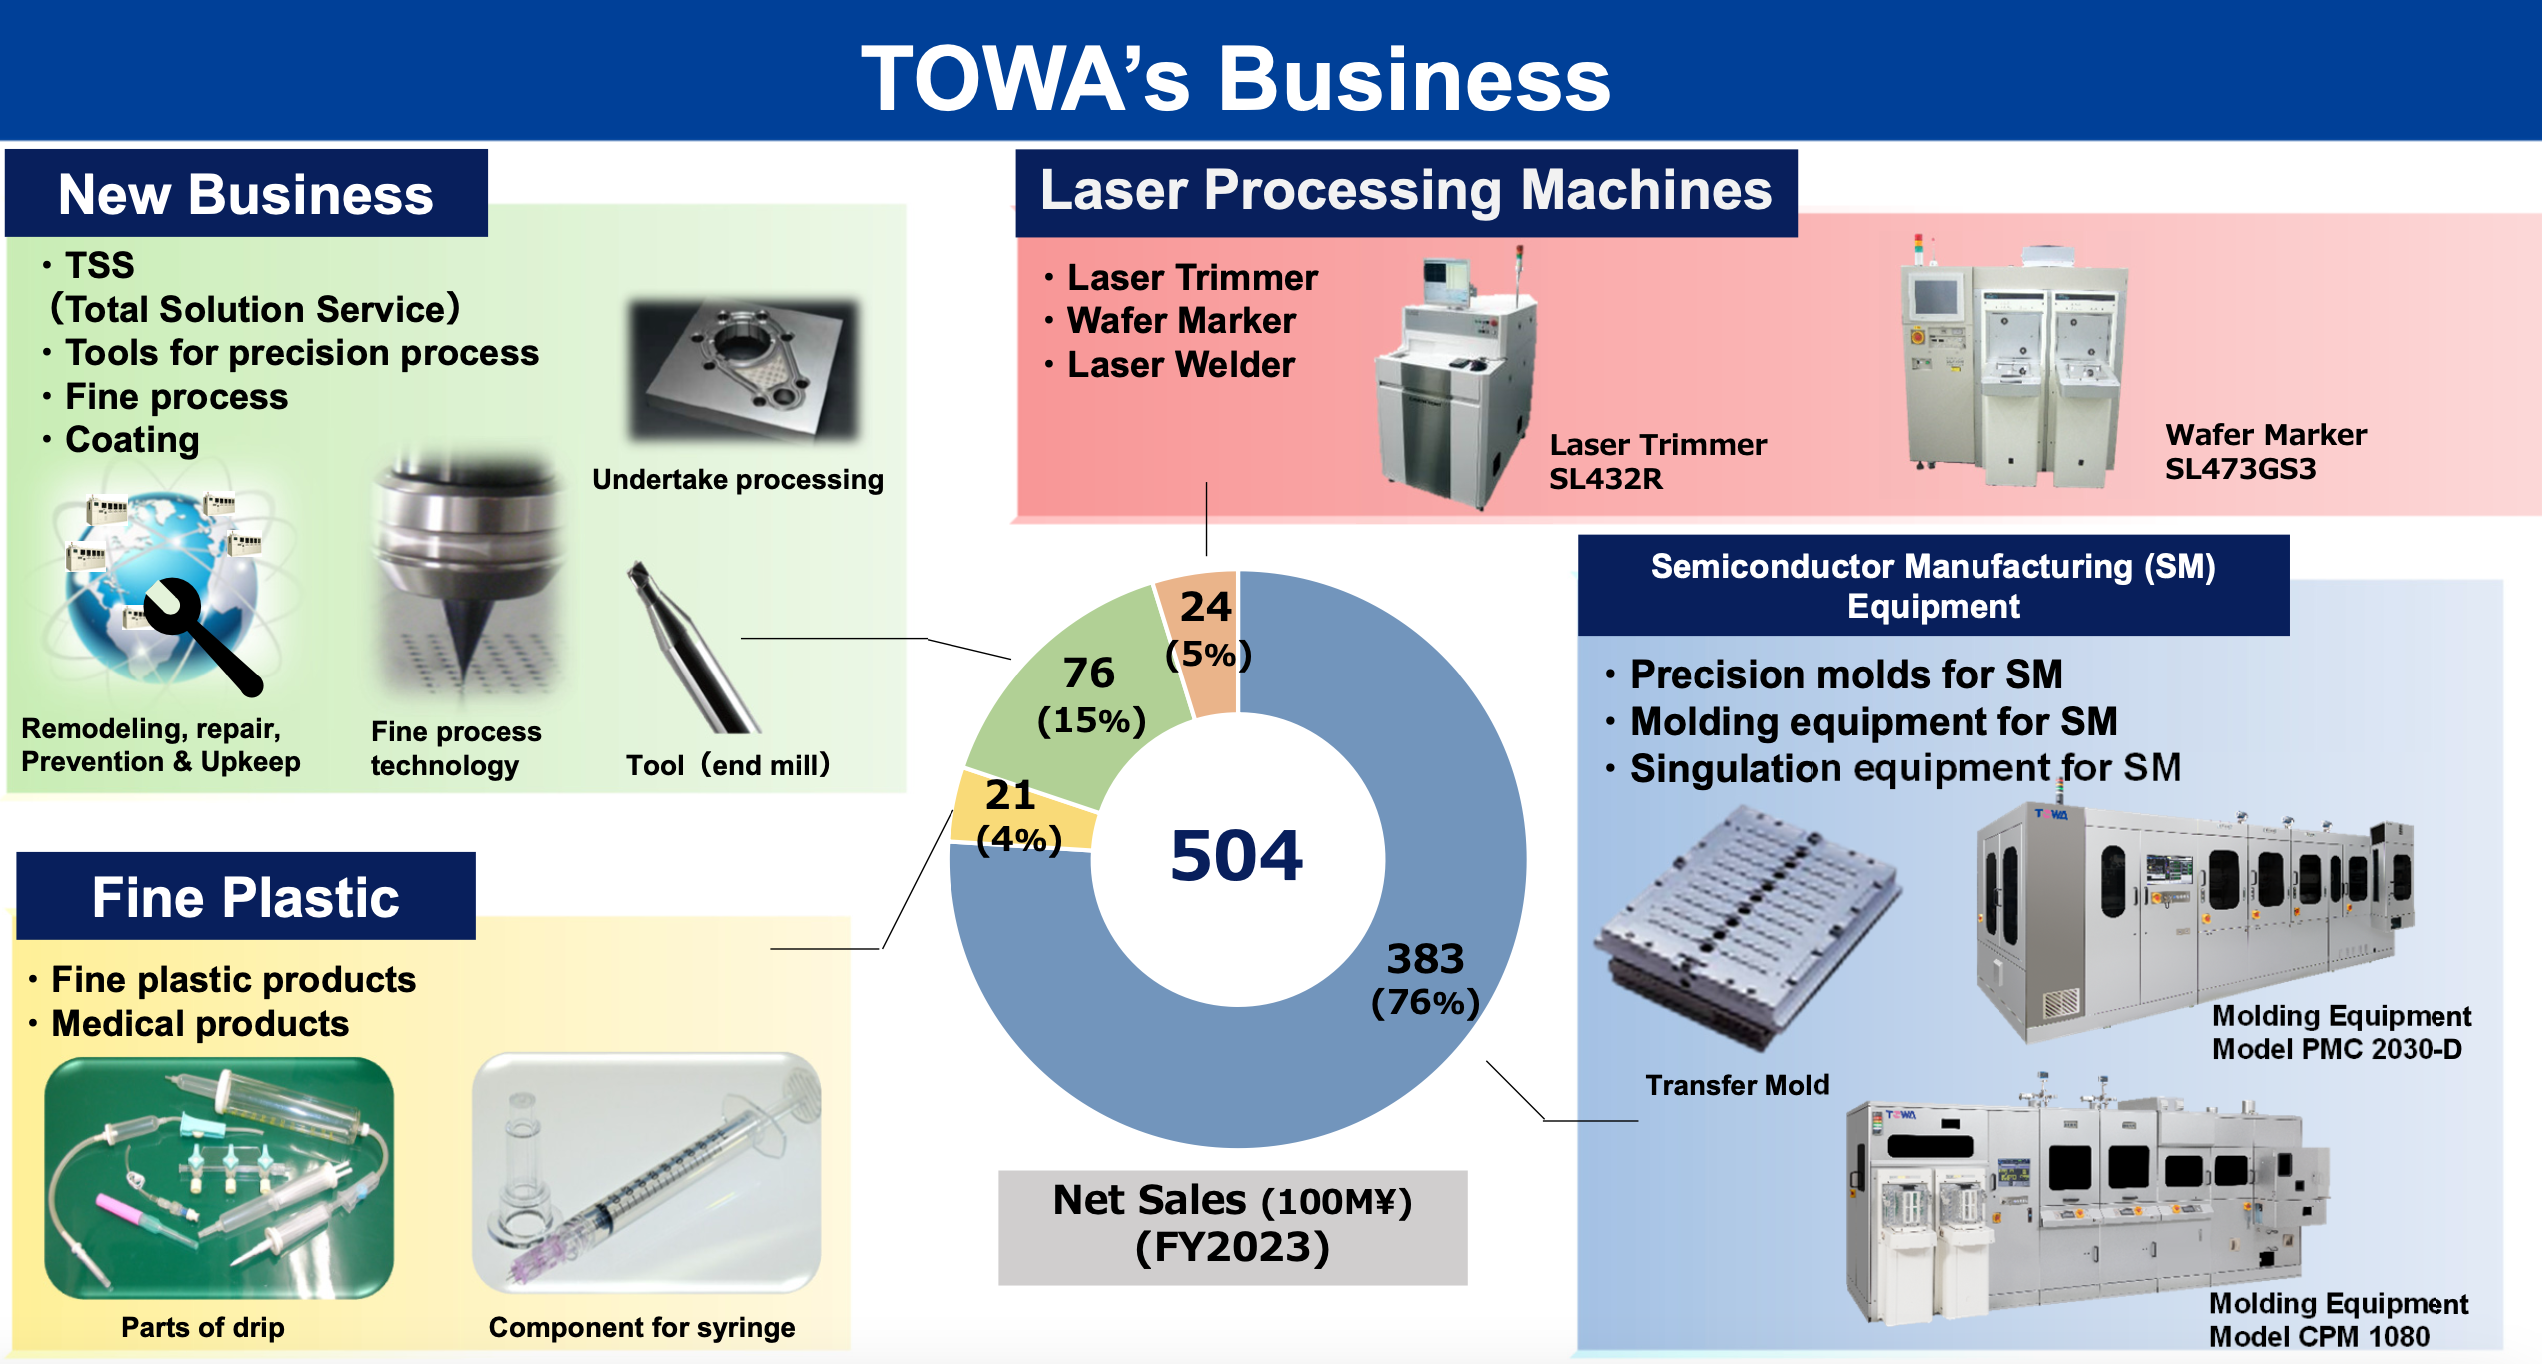 TOWA’s Business
New Business
・TSS
（Total Solution Service）
・Tools for precision process
・Fine process
・Coating
Undertake processing
Remodeling, repair,
Prevention & Upkeep
Fine process
technology
Tool（end mill）
Laser Processing Machines
・Laser Trimmer
・Wafer Marker
・Laser Welder
Laser Trimmer
SL432R
Wafer Marker
SL473GS3
24
(5%)
76
(15%)
21
(4%)
504
383
(76%)
Net Sales (100M¥)
(FY2023)
Fine Plastic
・Fine plastic products
・Medical products
Parts of drip
Component for syringe
Semiconductor Manufacturing (SM)
Equipment
・Precision molds for SM
・Molding equipment for SM
・Singulation equipment for SM
TOWA
Transfer Mold
Molding Equipment
Model PMC 2030-D
TOWA
Molding Equipment
Model CPM 1080